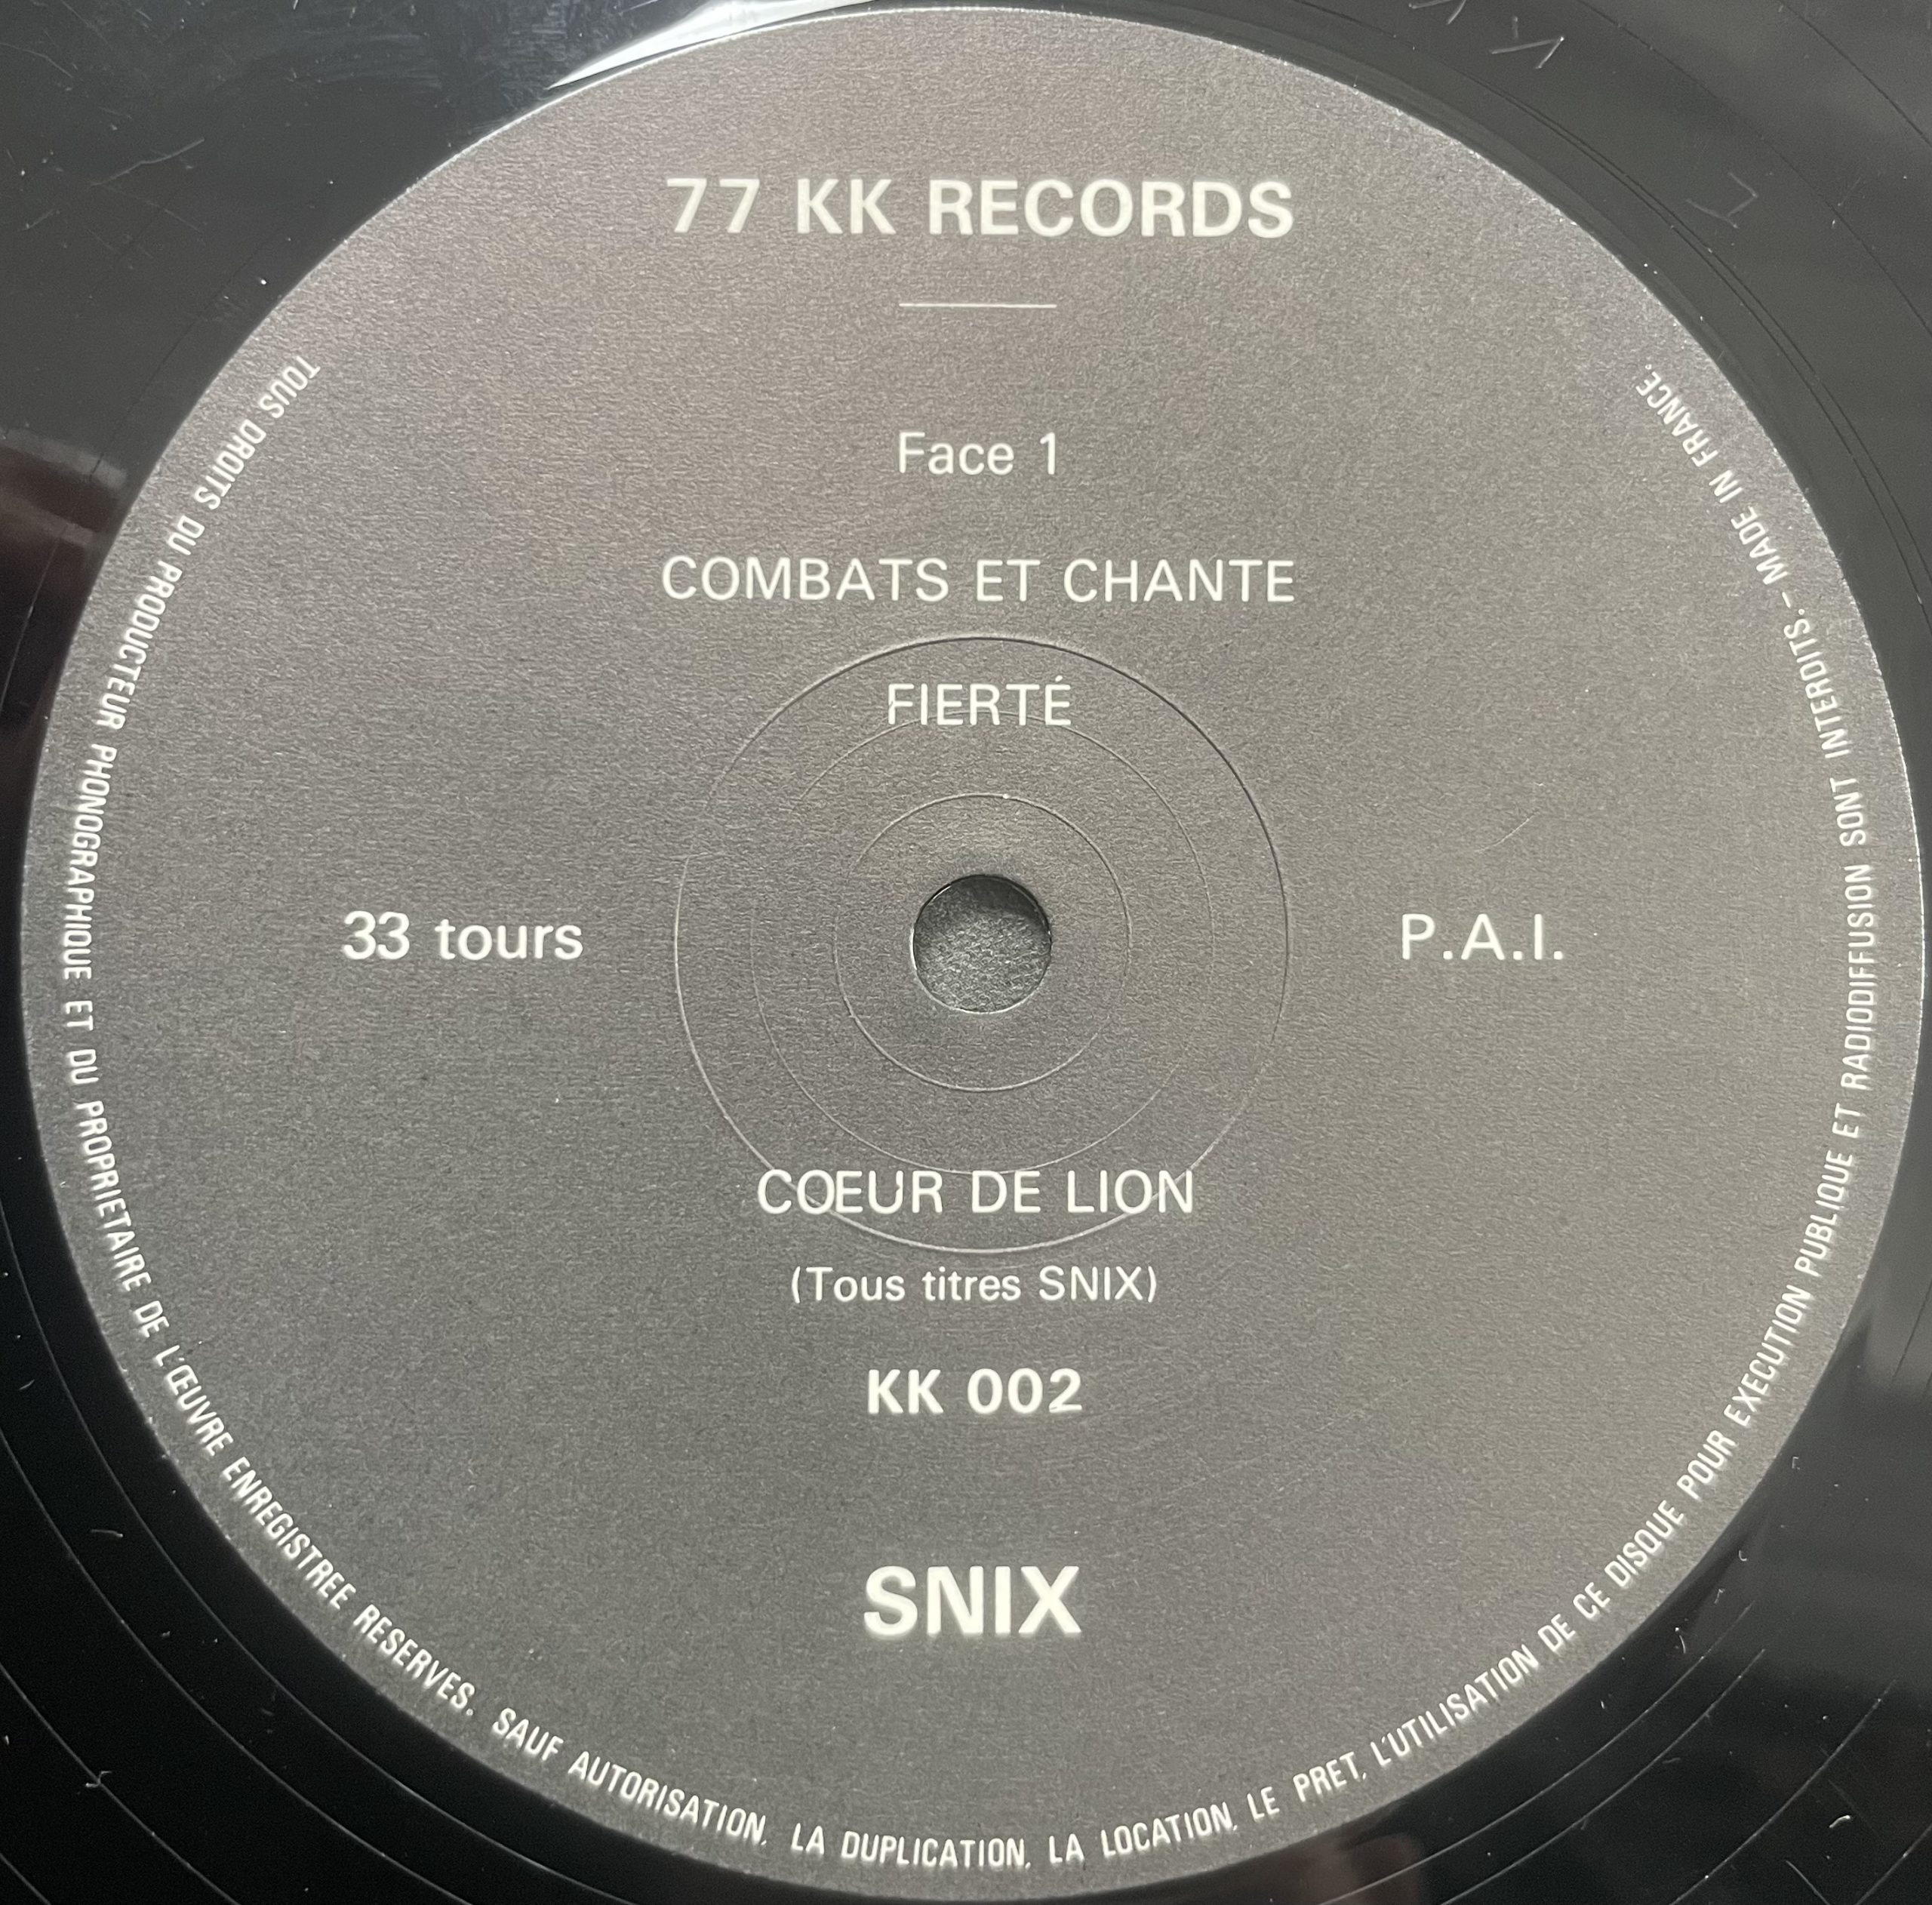 77 KK RECORDS
Face 1
COMBATS ET CHANTE
FIERTÉ
33 tours
P.A.I.
CŒUR DE LION
(Tous titres SNIX)
KK 002
SNIX
TOUS DROITS DU PRODUCTEUR PHONOGRAPHIQUE ET DU PROPRIETAIRE DE L'ŒUVRE ENREGISTREE RESERVES. SAUF AUTORISATION, LA DUPLICATION, LA LOCATION, LE PRET, L'UTILISATION DE CE DISQUE POUR EXECUTION PUBLIQUE ET RADIODIFFUSION SONT INTERDITS. – MADE IN FRANCE.